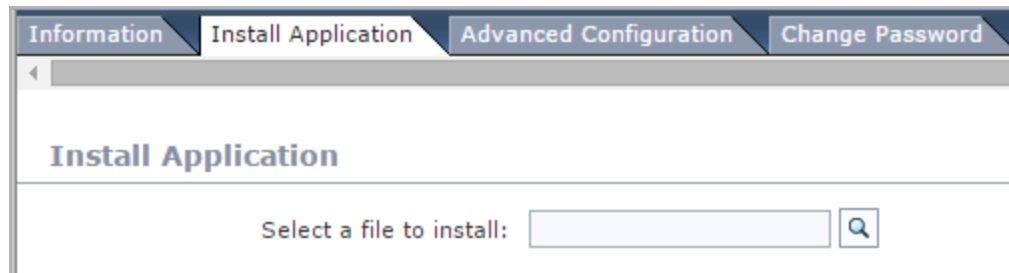 Information Install Application Advanced Configuration Change Password
Install Application
Select a file to install: